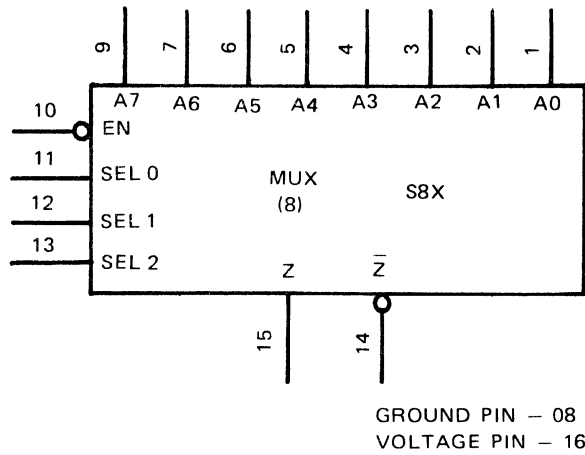 9 7 6 5 4 3 2 1
A7 A6 A5 A4 A3 A2 A1 A0
10 EN
11 SEL 0
MUX S8X
(8)
12 SEL 1
13 SEL 2
Z Z̅
15 14
GROUND PIN – 08
VOLTAGE PIN – 16